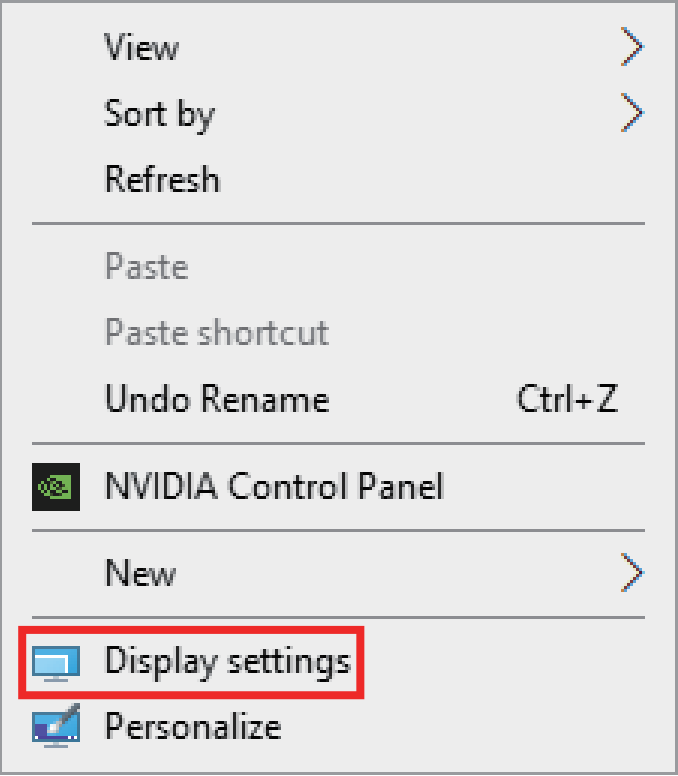 View
Sort by
Refresh
Paste
Paste shortcut
Undo Rename Ctrl+Z
NVIDIA Control Panel
New
Display settings
Personalize